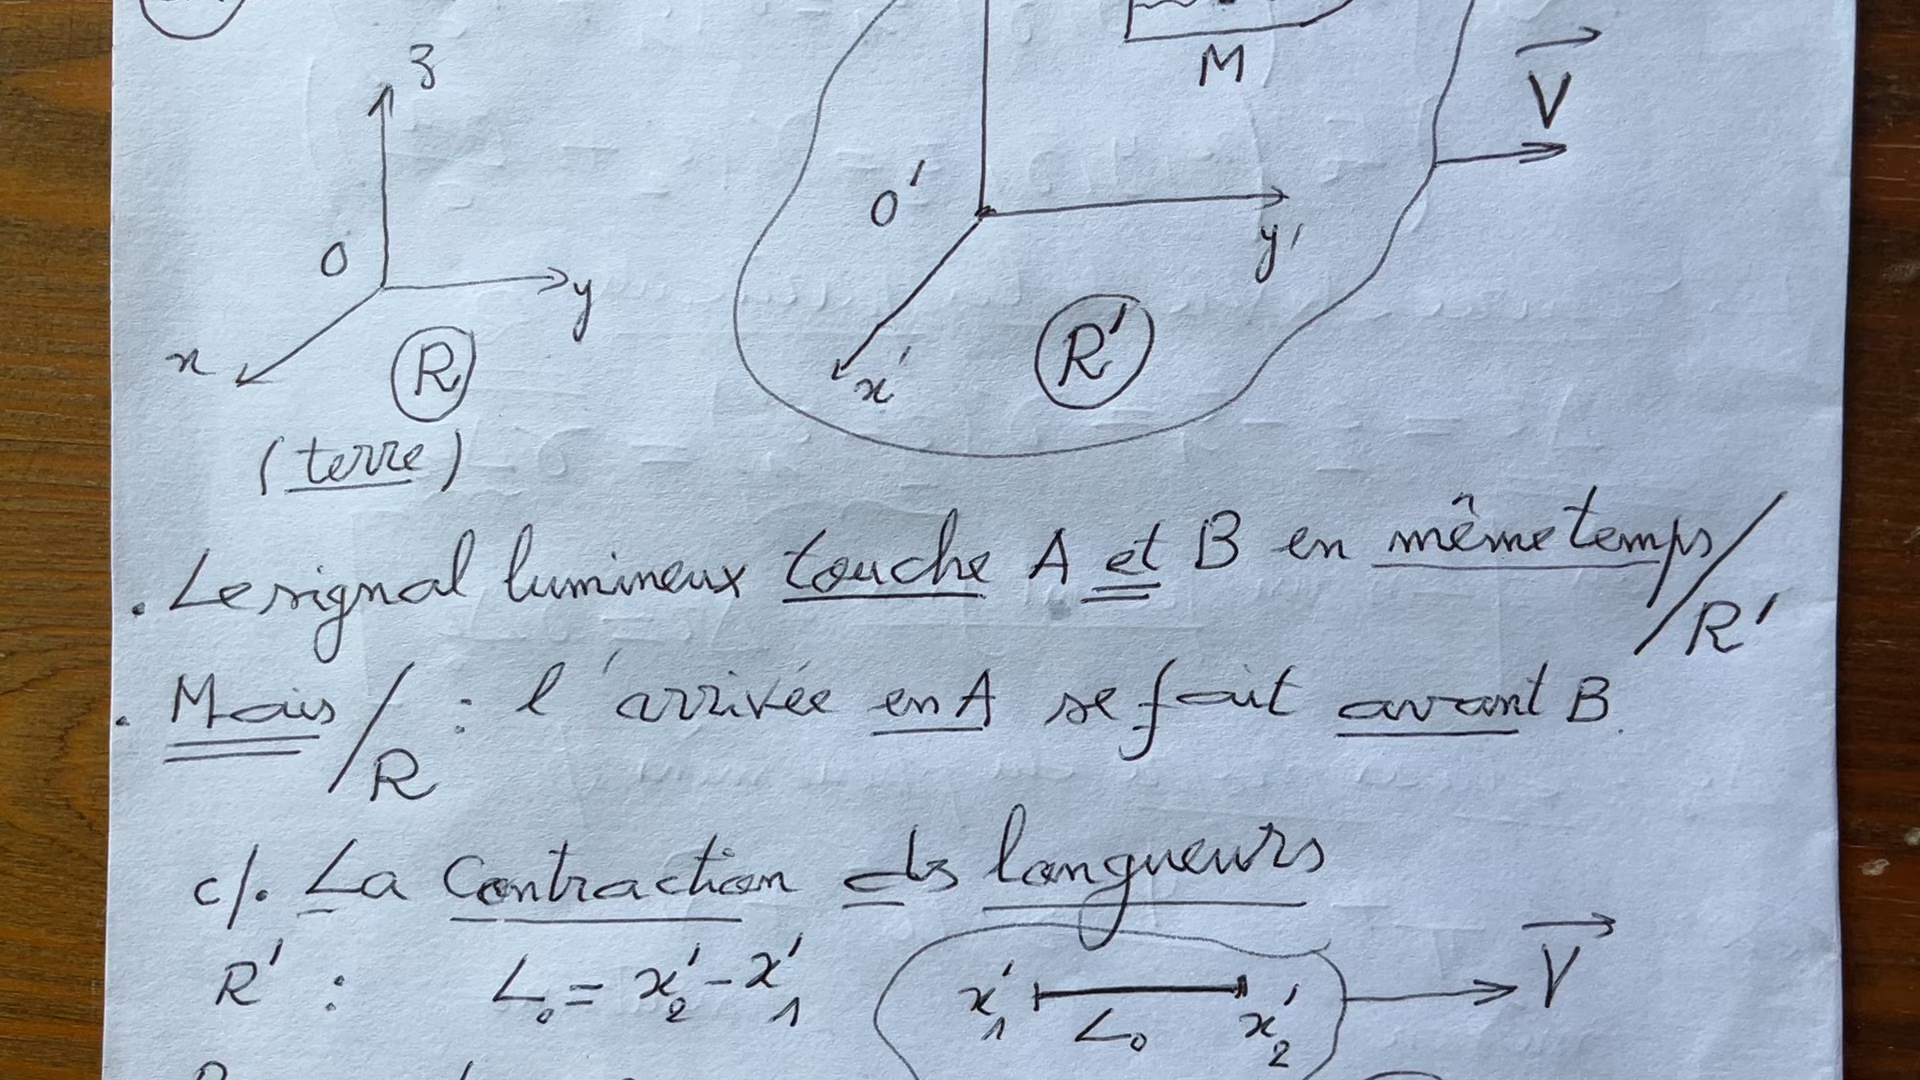 z
M
V
O'
O
y
y'
x
R
R'
x'
(terre)
. Le signal lumineux touche A et B en même temps/R'
. Mais/R : l'arrivée en A se fait avant B.
c/. La Contraction ds longueurs
R' : L₀ = x'₂ - x'₁
x'₁ L₀ x'₂
V